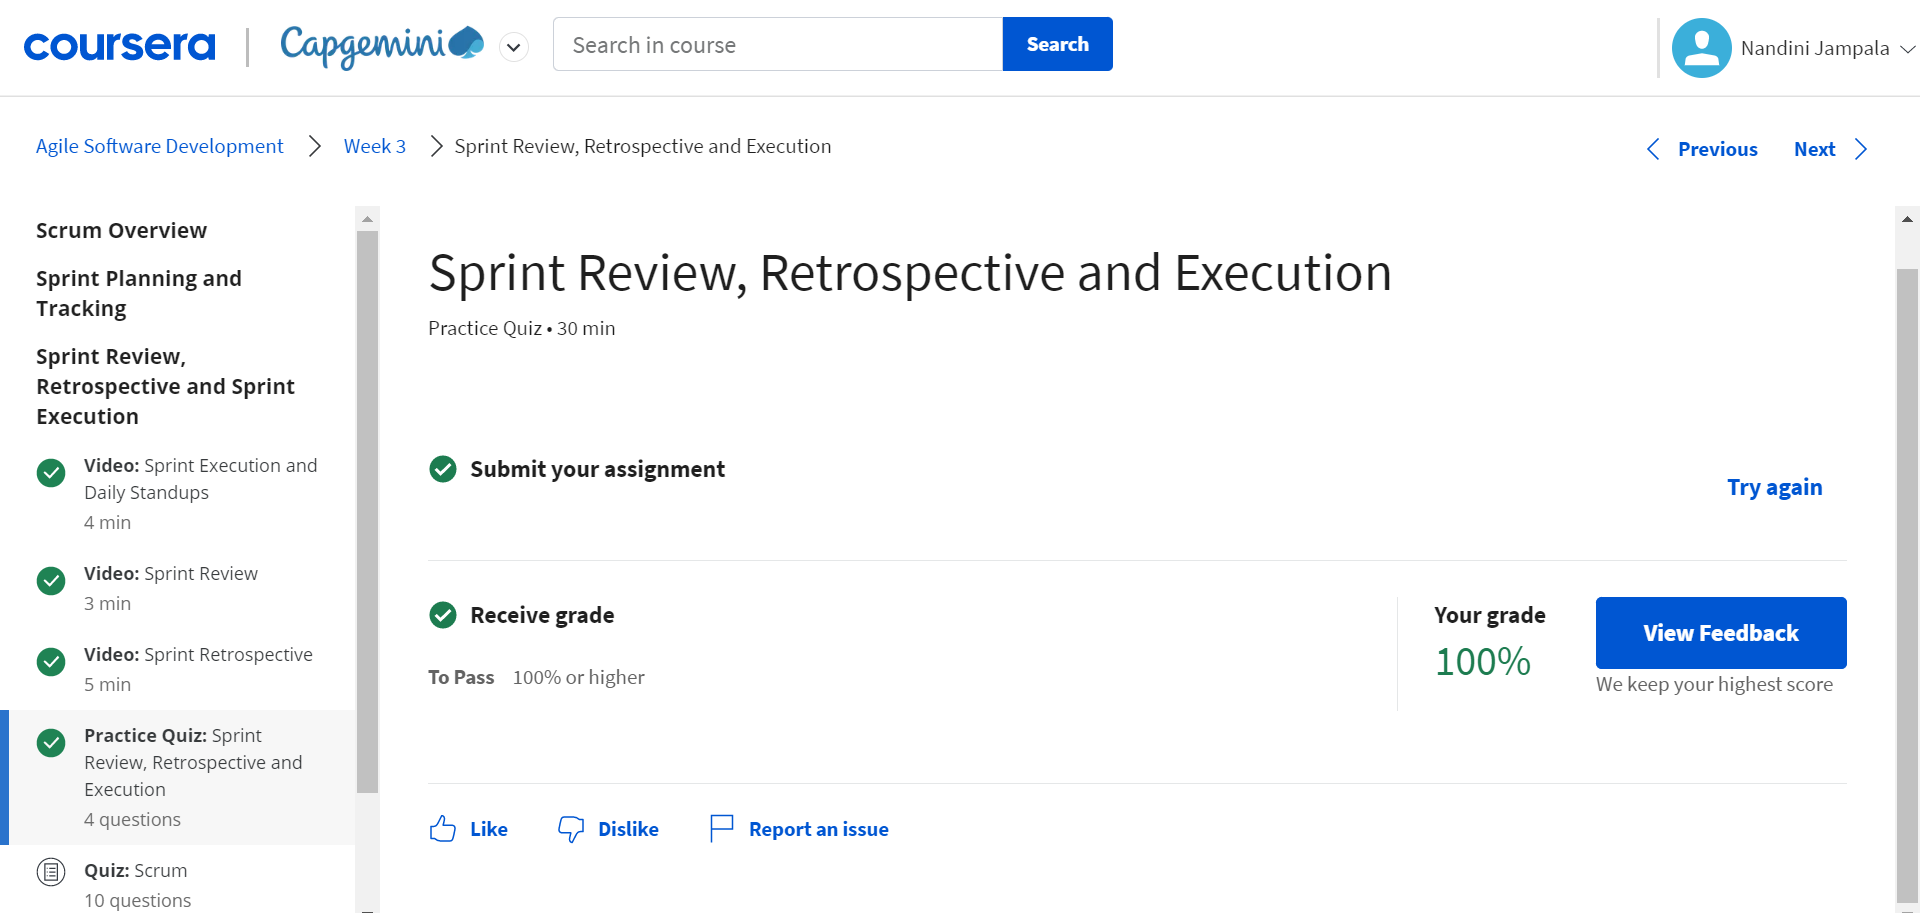 coursera
Capgemini
Search in course
Search
Nandini Jampala
Agile Software Development
Week 3
Sprint Review, Retrospective and Execution
Previous
Next
Scrum Overview
Sprint Planning and
Tracking
Sprint Review,
Retrospective and Sprint
Execution
Video: Sprint Execution and
Daily Standups
4 min
Video: Sprint Review
3 min
Video: Sprint Retrospective
5 min
Practice Quiz: Sprint
Review, Retrospective and
Execution
4 questions
Quiz: Scrum
10 questions
Sprint Review, Retrospective and Execution
Practice Quiz • 30 min
Submit your assignment
Try again
Receive grade
To Pass 100% or higher
Your grade
100%
View Feedback
We keep your highest score
Like
Dislike
Report an issue